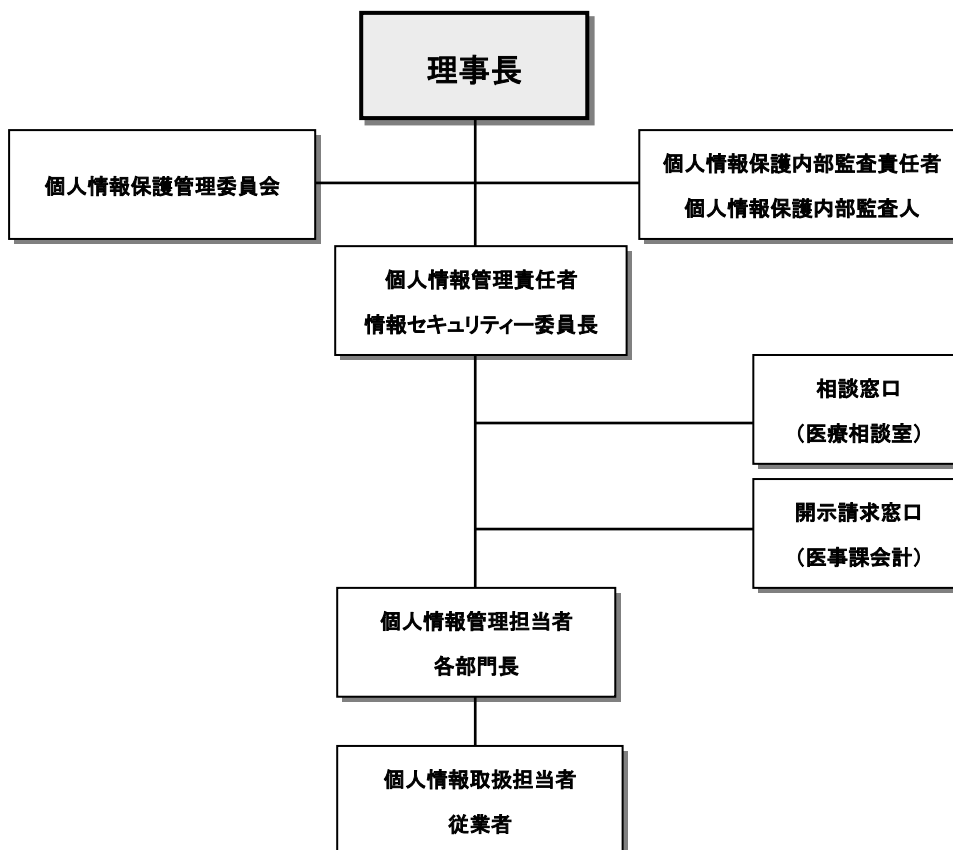 理事長
個人情報保護管理委員会
個人情報保護内部監査責任者
個人情報保護内部監査人
個人情報管理責任者
情報セキュリティー委員長
相談窓口
（医療相談室）
開示請求窓口
（医事課会計）
個人情報管理担当者
各部門長
個人情報取扱担当者
従業者